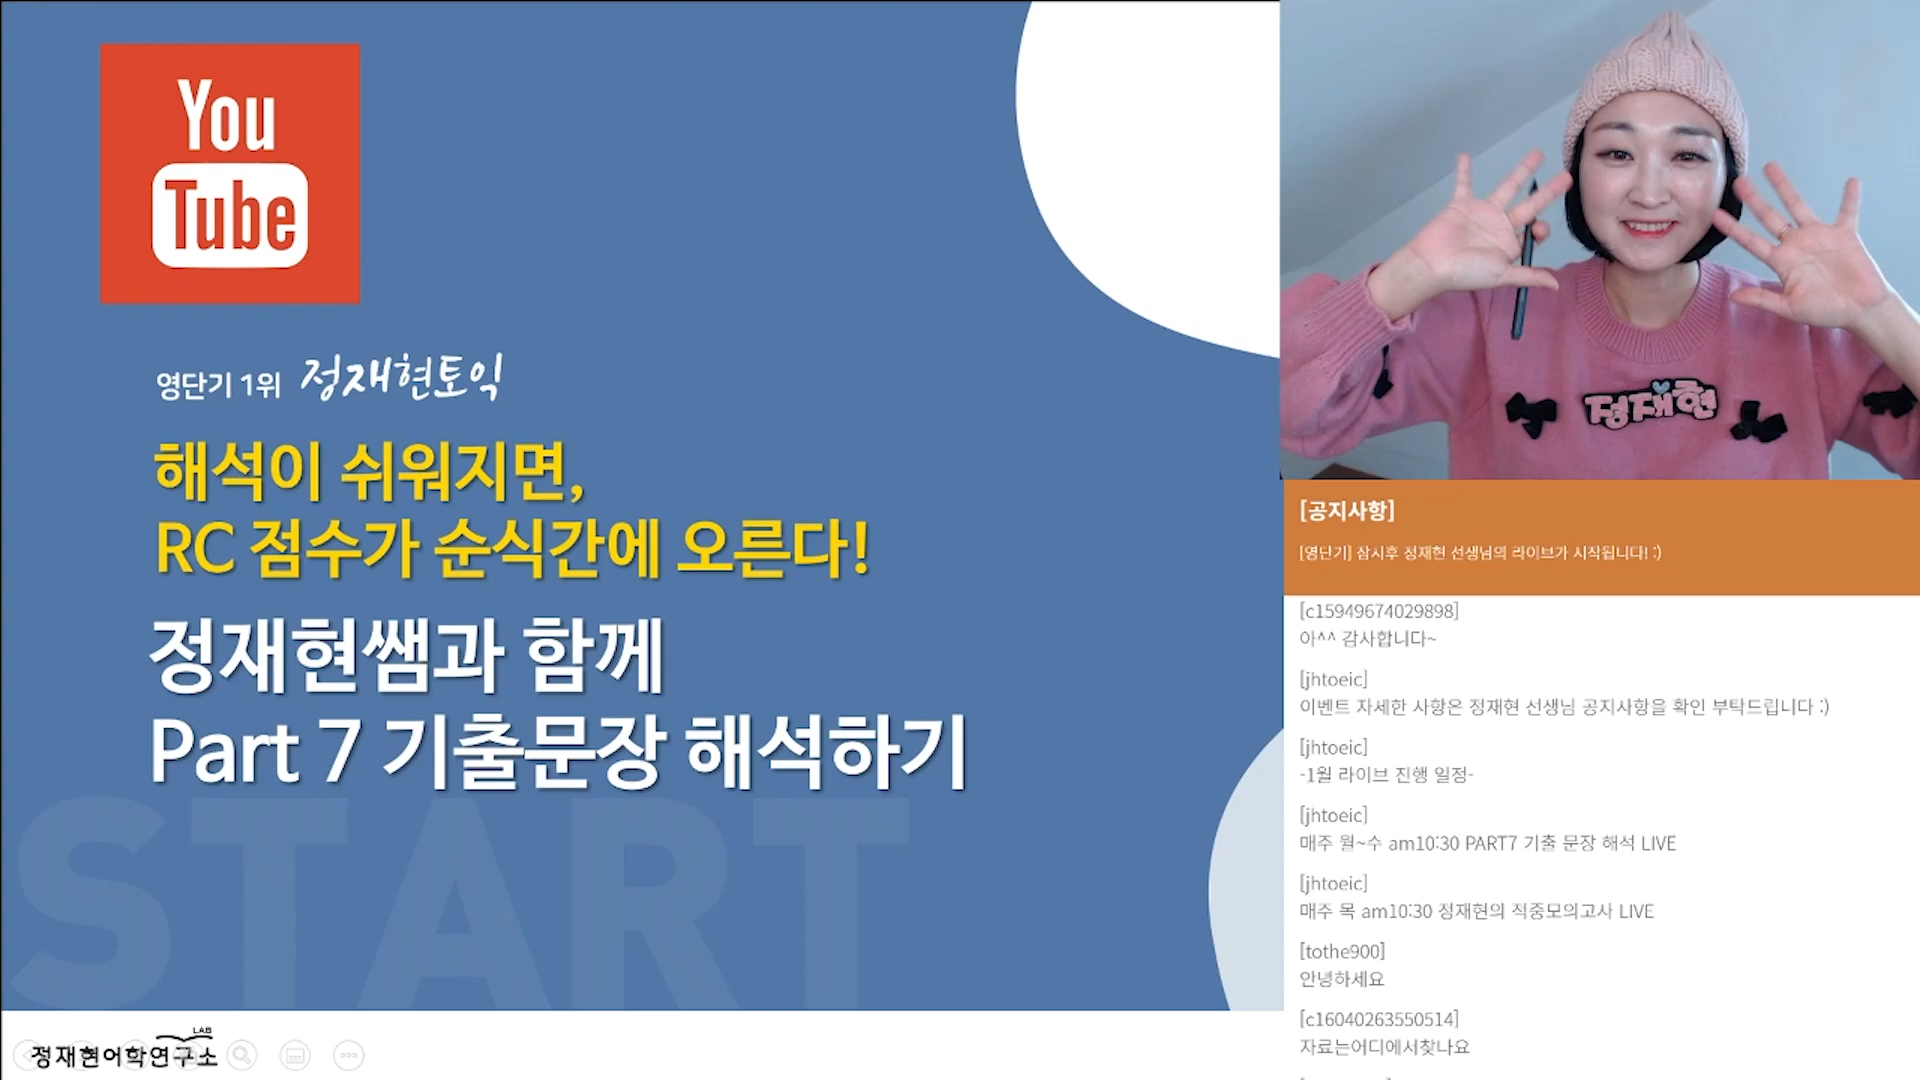 You
Tube
영단기 1위 정재현토익
해석이 쉬워지면,
RC 점수가 순식간에 오른다!
정재현쌤과 함께
Part 7 기출문장 해석하기
START
LAB
정재현어학연구소
정재현
[공지사항]
[영단기] 잠시후 정재현 선생님의 라이브가 시작됩니다! :)
[c15949674029898]
아^^ 감사합니다~
[jhtoeic]
이벤트 자세한 사항은 정재현 선생님 공지사항을 확인 부탁드립니다 :)
[jhtoeic]
-1월 라이브 진행 일정-
[jhtoeic]
매주 월~수 am10:30 PART7 기출 문장 해석 LIVE
[jhtoeic]
매주 목 am10:30 정재현의 적중모의고사 LIVE
[tothe900]
안녕하세요
[c16040263550514]
자료는어디에서찾나요